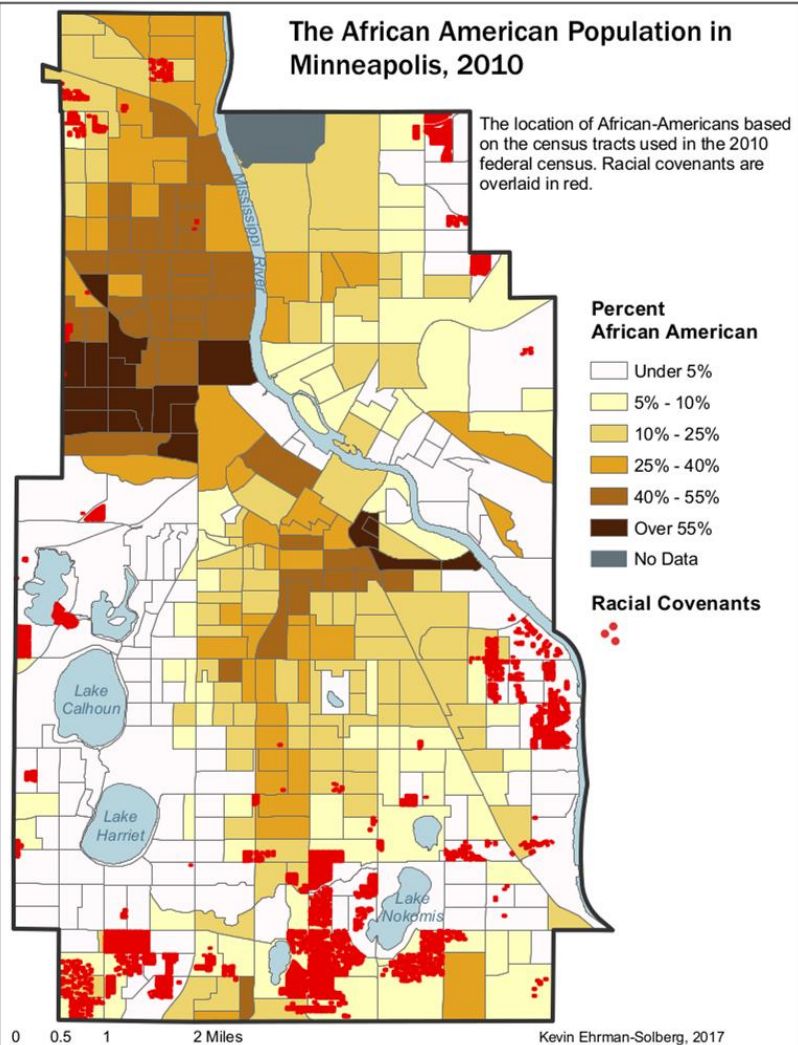 The African American Population in
Minneapolis, 2010
The location of African-Americans based
on the census tracts used in the 2010
federal census. Racial covenants are
overlaid in red.
Mississippi River
Percent
African American
Under 5%
5% - 10%
10% - 25%
25% - 40%
40% - 55%
Over 55%
No Data
Racial Covenants
Lake
Calhoun
Lake
Harriet
Lake
Nokomis
0 0.5 1 2 Miles
Kevin Ehrman-Solberg, 2017